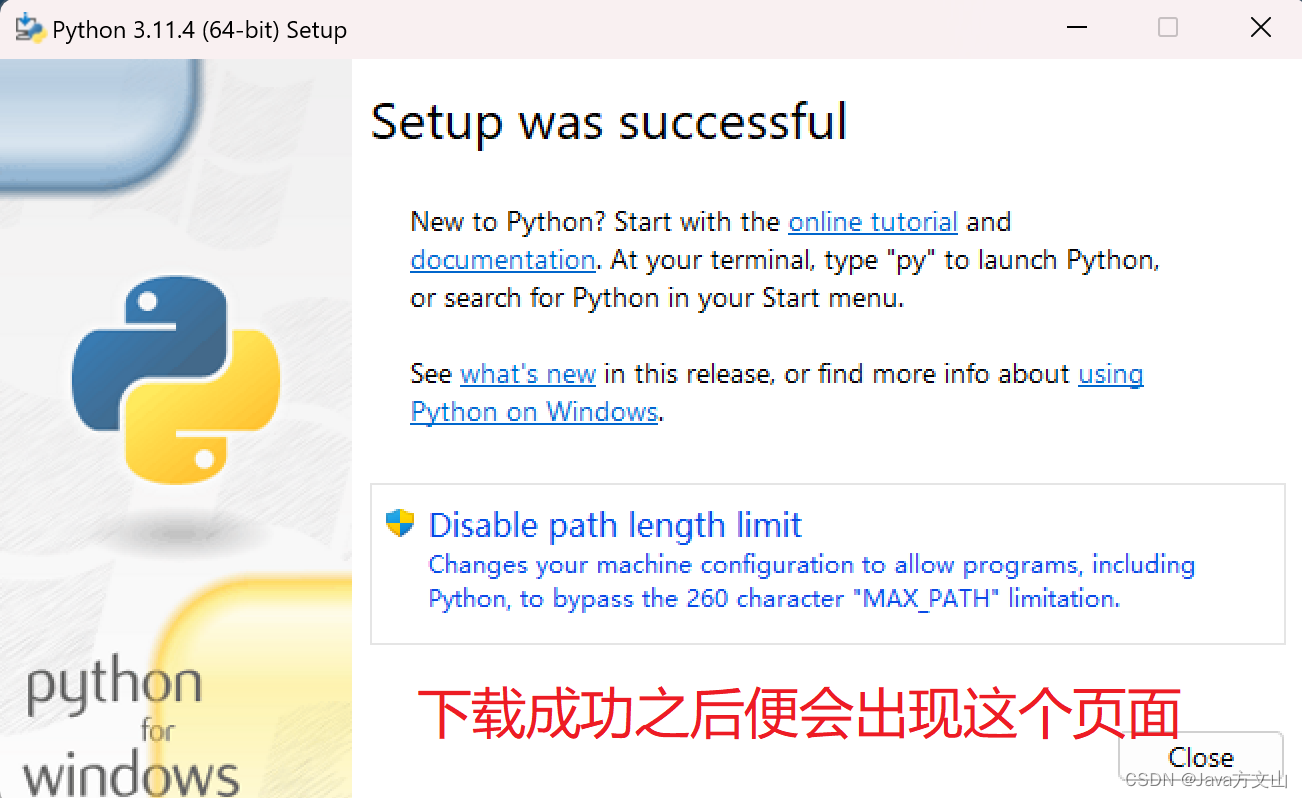 Python 3.11.4 (64-bit) Setup
Setup was successful
New to Python? Start with the online tutorial and
documentation. At your terminal, type "py" to launch Python,
or search for Python in your Start menu.
See what's new in this release, or find more info about using
Python on Windows.
Disable path length limit
Changes your machine configuration to allow programs, including
Python, to bypass the 260 character "MAX_PATH" limitation.
python
for
windows
下载成功之后便会出现这个页面
Close
CSDN @Java方文山